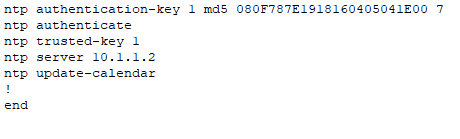 ntp authentication-key 1 md5 080F787E1918160405041E00 7
ntp authenticate
ntp trusted-key 1
ntp server 10.1.1.2
ntp update-calendar
!
end